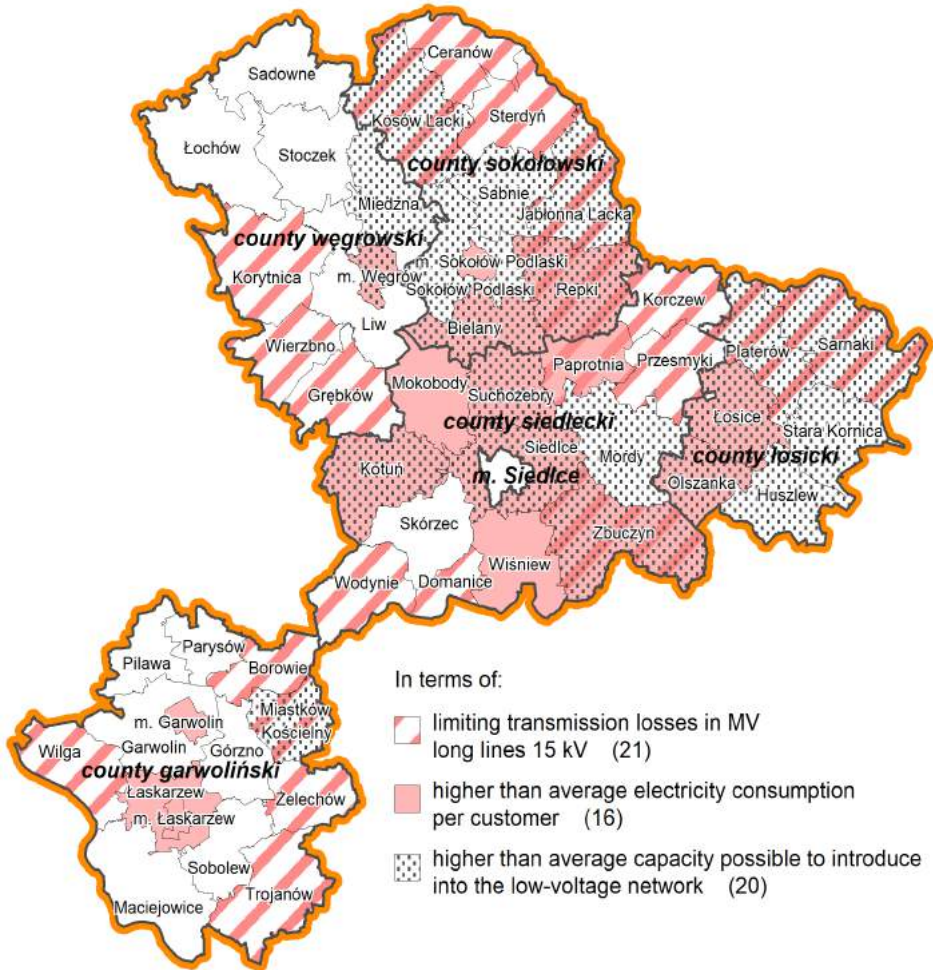 Ceranów
Sadowne
Kosów Lacki
Sterdyń
Łochów
Stoczek
county sokołowski
Sabnie
Miedzna
Jabłonna Lacka
county węgrowski
m. Sokołów Podlaski
Korytnica
m. Węgrów
Sokołów Podlaski
Repki
Korczew
Liw
Bielany
Wierzbno
Paprotnia
Przesmyki
Platerów
Sarnaki
Grębków
Mokobody
Suchożebry
Łosice
county siedlecki
Stara Kornica
Siedlce
Mordy
county łosicki
Kotuń
m. Siedlce
Olszanka
Huszlew
Skórzec
Zbuczyn
Wiśniew
Wodynie
Domanice
Parysów
Pilawa
Borowie
In terms of:
m. Garwolin
Miastków
Kościelny
limiting transmission losses in MV
long lines 15 kV (21)
Wilga
Garwolin
Górzno
county garwoliński
Łaskarzew
Żelechów
higher than average electricity consumption
per customer (16)
m. Łaskarzew
Sobolew
higher than average capacity possible to introduce
into the low-voltage network (20)
Trojanów
Maciejowice